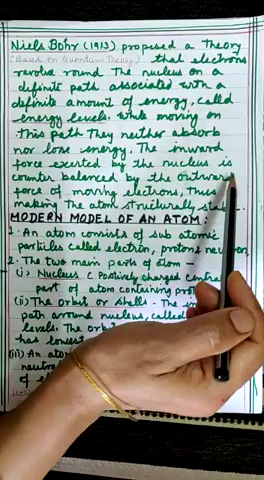 Niels Bohr (1913) proposed a Theory
(Based on Quantum Theory) that electrons
revolve round The nucleus on a
definite path associated with a
definite amount of energy, called
energy levels. While moving on
This path They neither absorb
nor lose energy. The inward
force exerted by the nucleus is
counter balanced by the outward
force of moving electrons, Thus
making The atom structurally
MODERN MODEL OF AN ATOM:
1. An atom consists of sub atomic
particles called electron, proton
2. The two main parts of atom -
(i) Nucleus (Positively charged
part of atom containing
(ii) The orbit or shells - The
path around nucleus, called
levels. The
has lowest
(iii) An
of